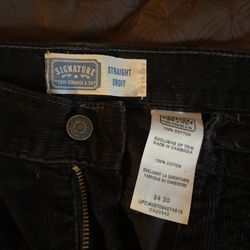 SIGNATURE
LEVI STRAUSS & CO.
STRAIGHT
DROIT
SIGNATURE
100% COTTON
EXCLUSIVE OF TRIM
MADE IN CAMBODIA
100% COTON
EXCLUANT LA GARNITURE
FABRIQUÉ AU CAMBODGE
34 30